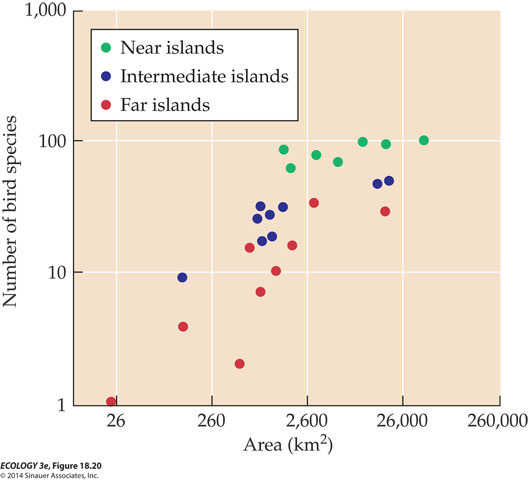 1,000
Near islands
Intermediate islands
Far islands
100
10
1
Number of bird species
26
260
2,600
26,000
260,000
Area (km²)
ECOLOGY 3e, Figure 18.20
© 2014 Sinauer Associates, Inc.